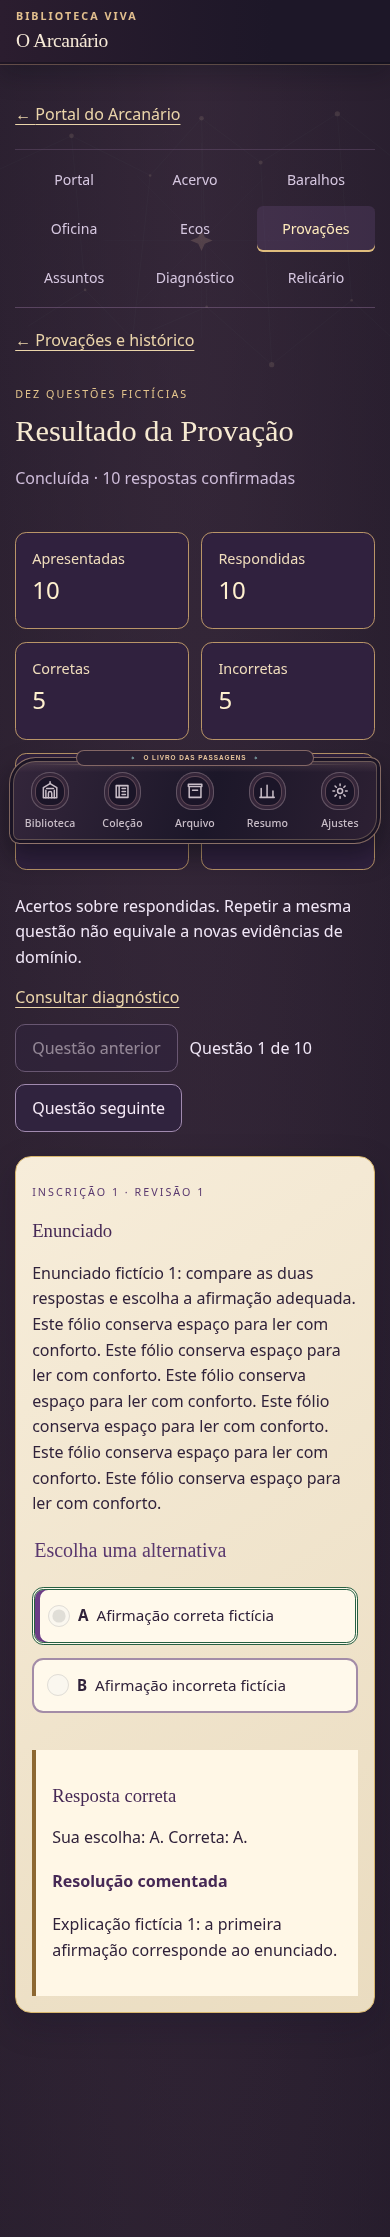 BIBLIOTECA VIVA
O Arcanário
← Portal do Arcanário
Portal
Acervo
Baralhos
Oficina
Ecos
Provações
Assuntos
Diagnóstico
Relicário
← Provações e histórico
DEZ QUESTÕES FICTÍCIAS
Resultado da Provação
Concluída · 10 respostas confirmadas
Apresentadas
10
Respondidas
10
Corretas
5
Incorretas
5
O LIVRO DAS PASSAGENS
Biblioteca
Coleção
Arquivo
Resumo
Ajustes
Acertos sobre respondidas. Repetir a mesma
questão não equivale a novas evidências de
domínio.
Consultar diagnóstico
Questão anterior
Questão 1 de 10
Questão seguinte
INSCRIÇÃO 1 · REVISÃO 1
Enunciado
Enunciado fictício 1: compare as duas
respostas e escolha a afirmação adequada.
Este fólio conserva espaço para ler com
conforto. Este fólio conserva espaço para
ler com conforto. Este fólio conserva
espaço para ler com conforto. Este fólio
conserva espaço para ler com conforto.
Este fólio conserva espaço para ler com
conforto. Este fólio conserva espaço para
ler com conforto.
Escolha uma alternativa
A Afirmação correta fictícia
B Afirmação incorreta fictícia
Resposta correta
Sua escolha: A. Correta: A.
Resolução comentada
Explicação fictícia 1: a primeira
afirmação corresponde ao enunciado.